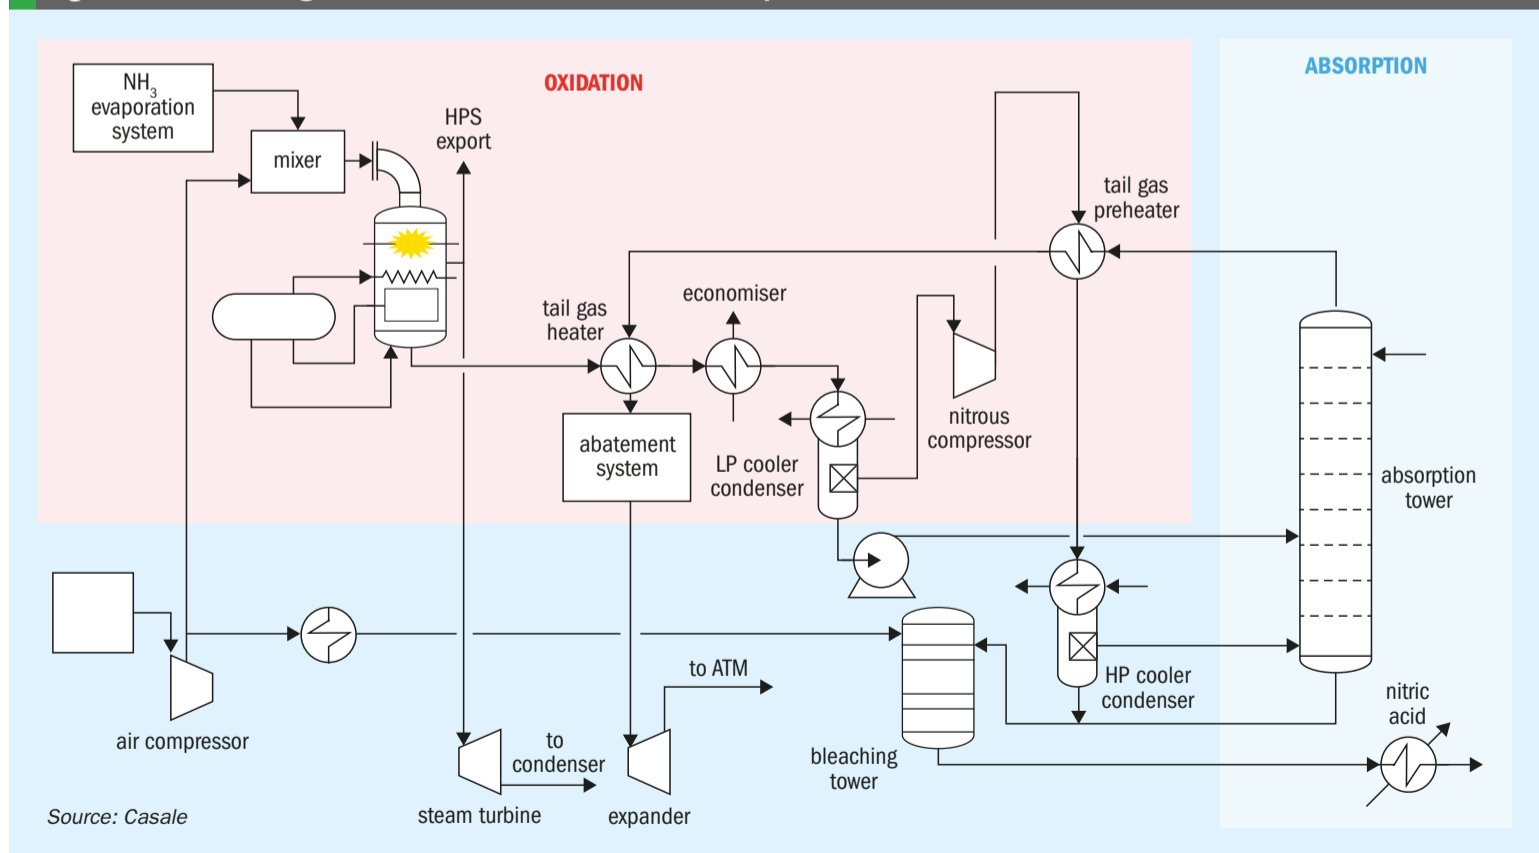 OXIDATION
ABSORPTION
NH3
evaporation
system
mixer
HPS
export
tail gas
preheater
tail gas
heater
economiser
nitrous
compressor
abatement
system
LP cooler
condenser
absorption
tower
to ATM
HP cooler
condenser
nitric
acid
air compressor
to
condenser
bleaching
tower
Source: Casale
steam turbine
expander